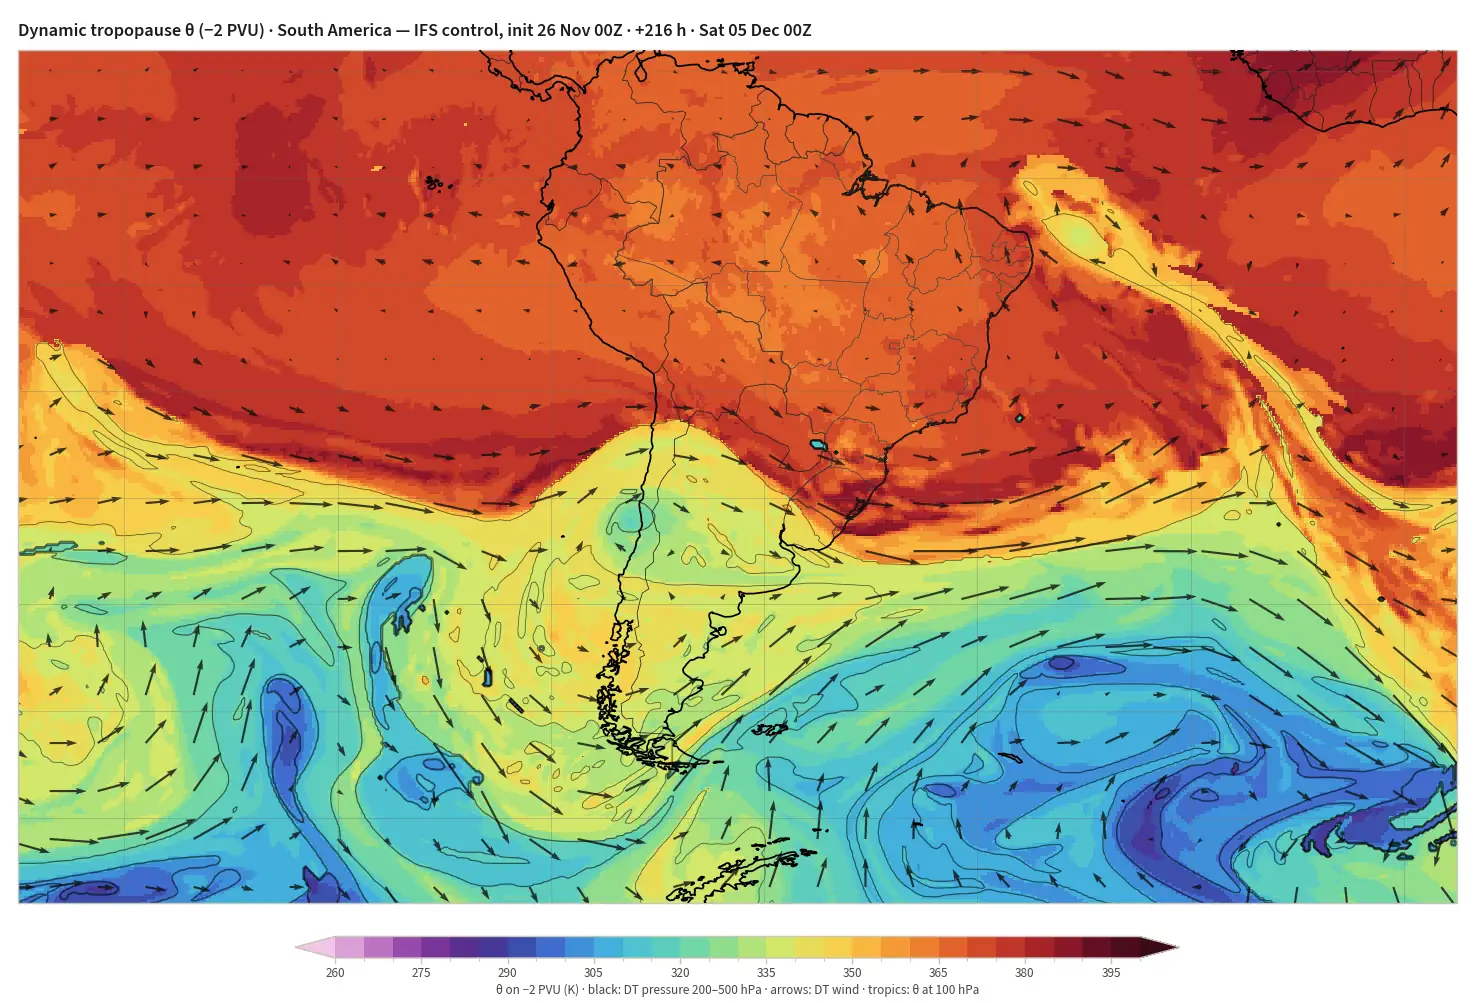 Dynamic tropopause θ (−2 PVU) · South America — IFS control, init 26 Nov 00Z · +216 h · Sat 05 Dec 00Z
260 275 290 305 320 335 350 365 380 395
θ on −2 PVU (K) · black: DT pressure 200–500 hPa · arrows: DT wind · tropics: θ at 100 hPa